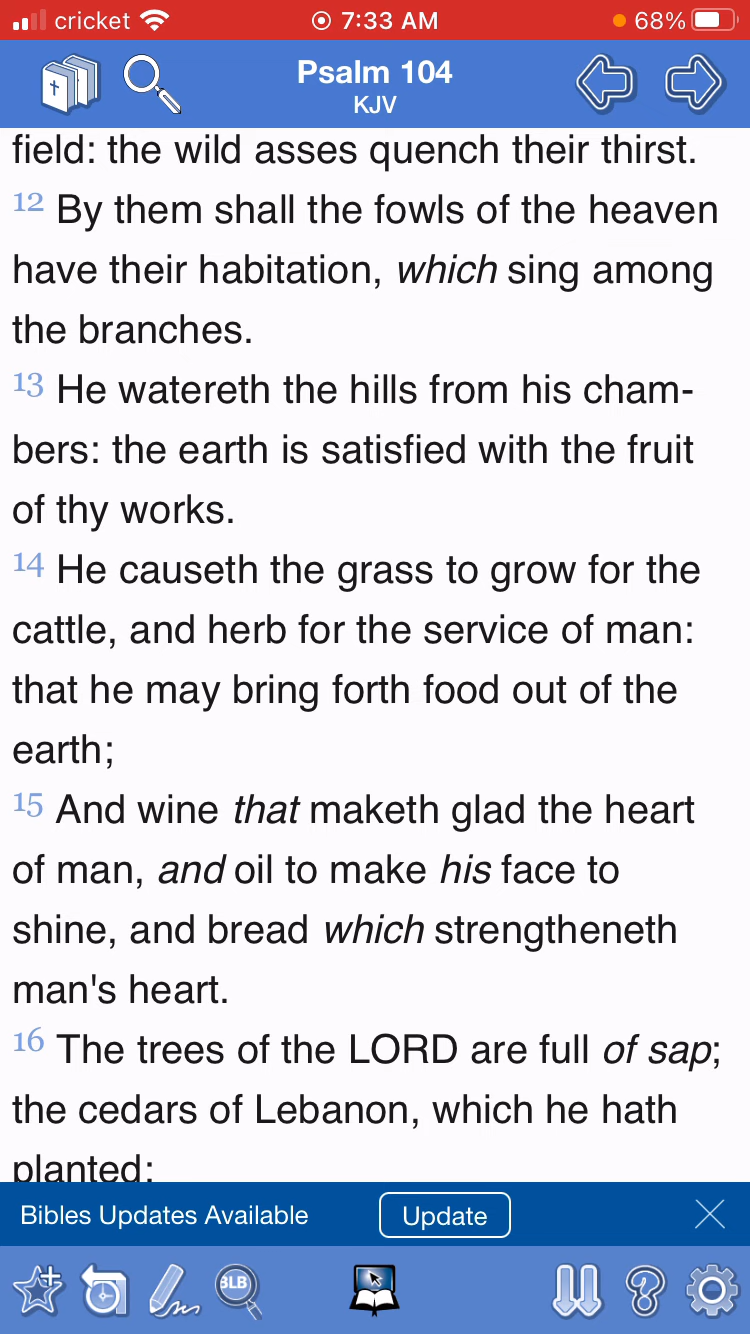 cricket 7:33 AM 68%
Psalm 104
KJV
field: the wild asses quench their thirst.
12 By them shall the fowls of the heaven
have their habitation, which sing among
the branches.
13 He watereth the hills from his cham-
bers: the earth is satisfied with the fruit
of thy works.
14 He causeth the grass to grow for the
cattle, and herb for the service of man:
that he may bring forth food out of the
earth;
15 And wine that maketh glad the heart
of man, and oil to make his face to
shine, and bread which strengtheneth
man's heart.
16 The trees of the LORD are full of sap;
the cedars of Lebanon, which he hath
planted;
Bibles Updates Available Update
BLB